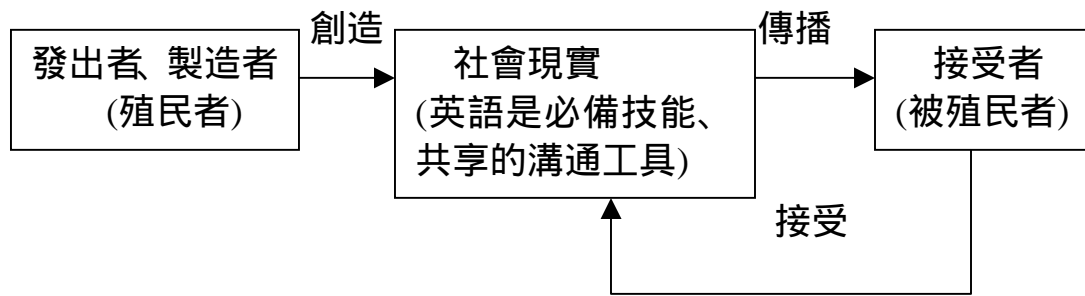 創造
傳播
發出者、製造者
(殖民者)
社會現實
(英語是必備技能、
共享的溝通工具)
接受者
(被殖民者)
接受